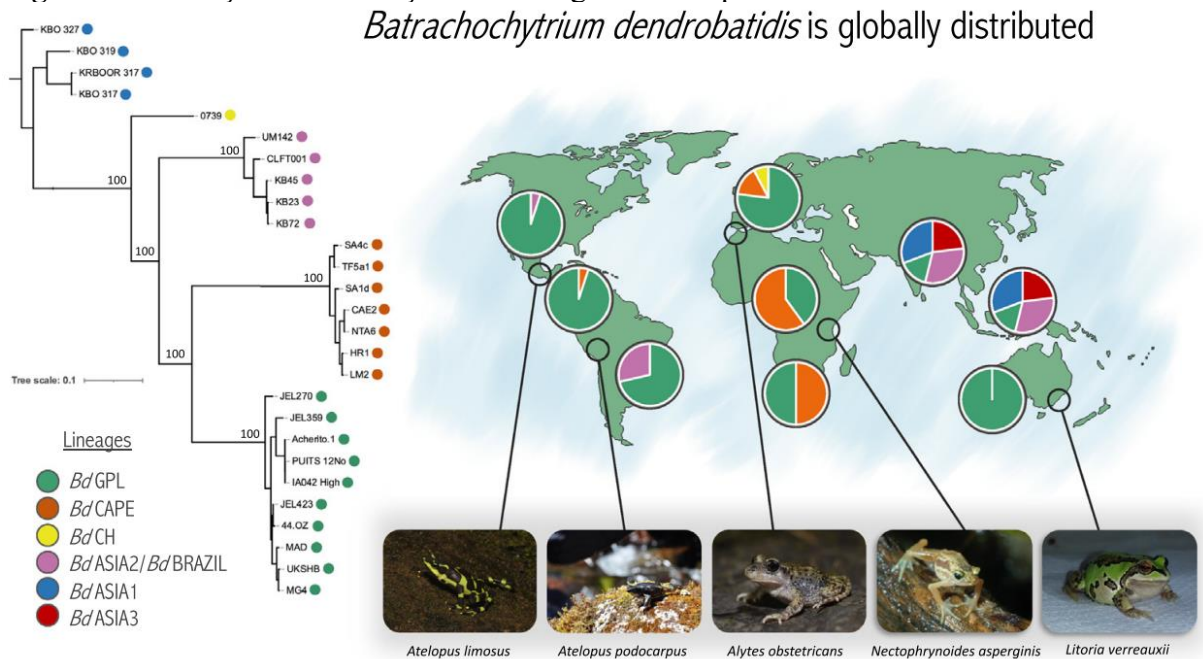 Batrachochytrium dendrobatidis is globally distributed
KBO 327
KBO 319
KRBOOR 317
KBO 317
0739
100
UM142
CLFT001
KB45
KB23
KB72
100
100
SA4c
TF5a1
SA1d
CAE2
NTA6
HR1
LM2
100
100
JEL270
JEL359
Acherito.1
PUITS 12No
IA042 High
JEL423
44.OZ
MAD
UKSHB
MG4
100
Tree scale: 0.1
Lineages
Bd GPL
Bd CAPE
Bd CH
Bd ASIA2/Bd BRAZIL
Bd ASIA1
Bd ASIA3
Atelopus limosus
Atelopus podocarpus
Alytes obstetricans
Nectophrynoides asperginis
Litoria verreauxii